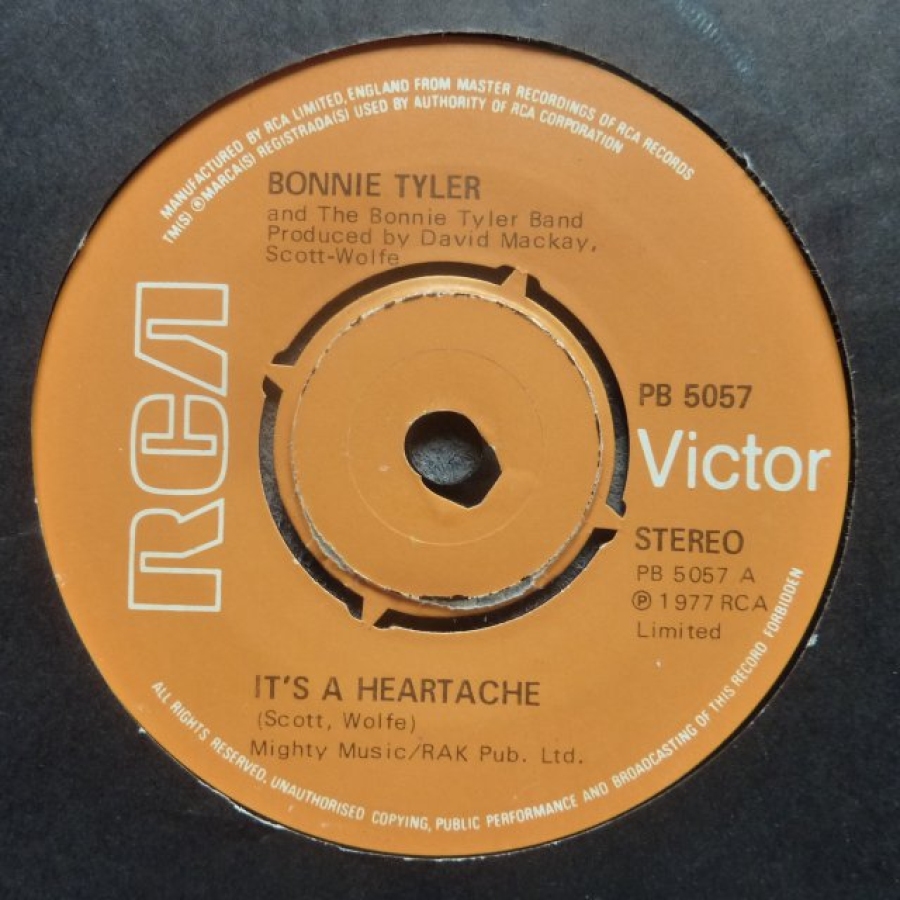 MANUFACTURED BY RCA LIMITED, ENGLAND FROM MASTER RECORDINGS OF RCA RECORDS
TM(S) ® MARCA(S) REGISTRADA(S) USED BY AUTHORITY OF RCA CORPORATION
BONNIE TYLER
and The Bonnie Tyler Band
Produced by David Mackay,
Scott-Wolfe
RCA
PB 5057
Victor
STEREO
PB 5057 A
℗ 1977 RCA
Limited
IT'S A HEARTACHE
(Scott, Wolfe)
Mighty Music/RAK Pub. Ltd.
ALL RIGHTS RESERVED. UNAUTHORISED COPYING, PUBLIC PERFORMANCE AND BROADCASTING OF THIS RECORD FORBIDDEN